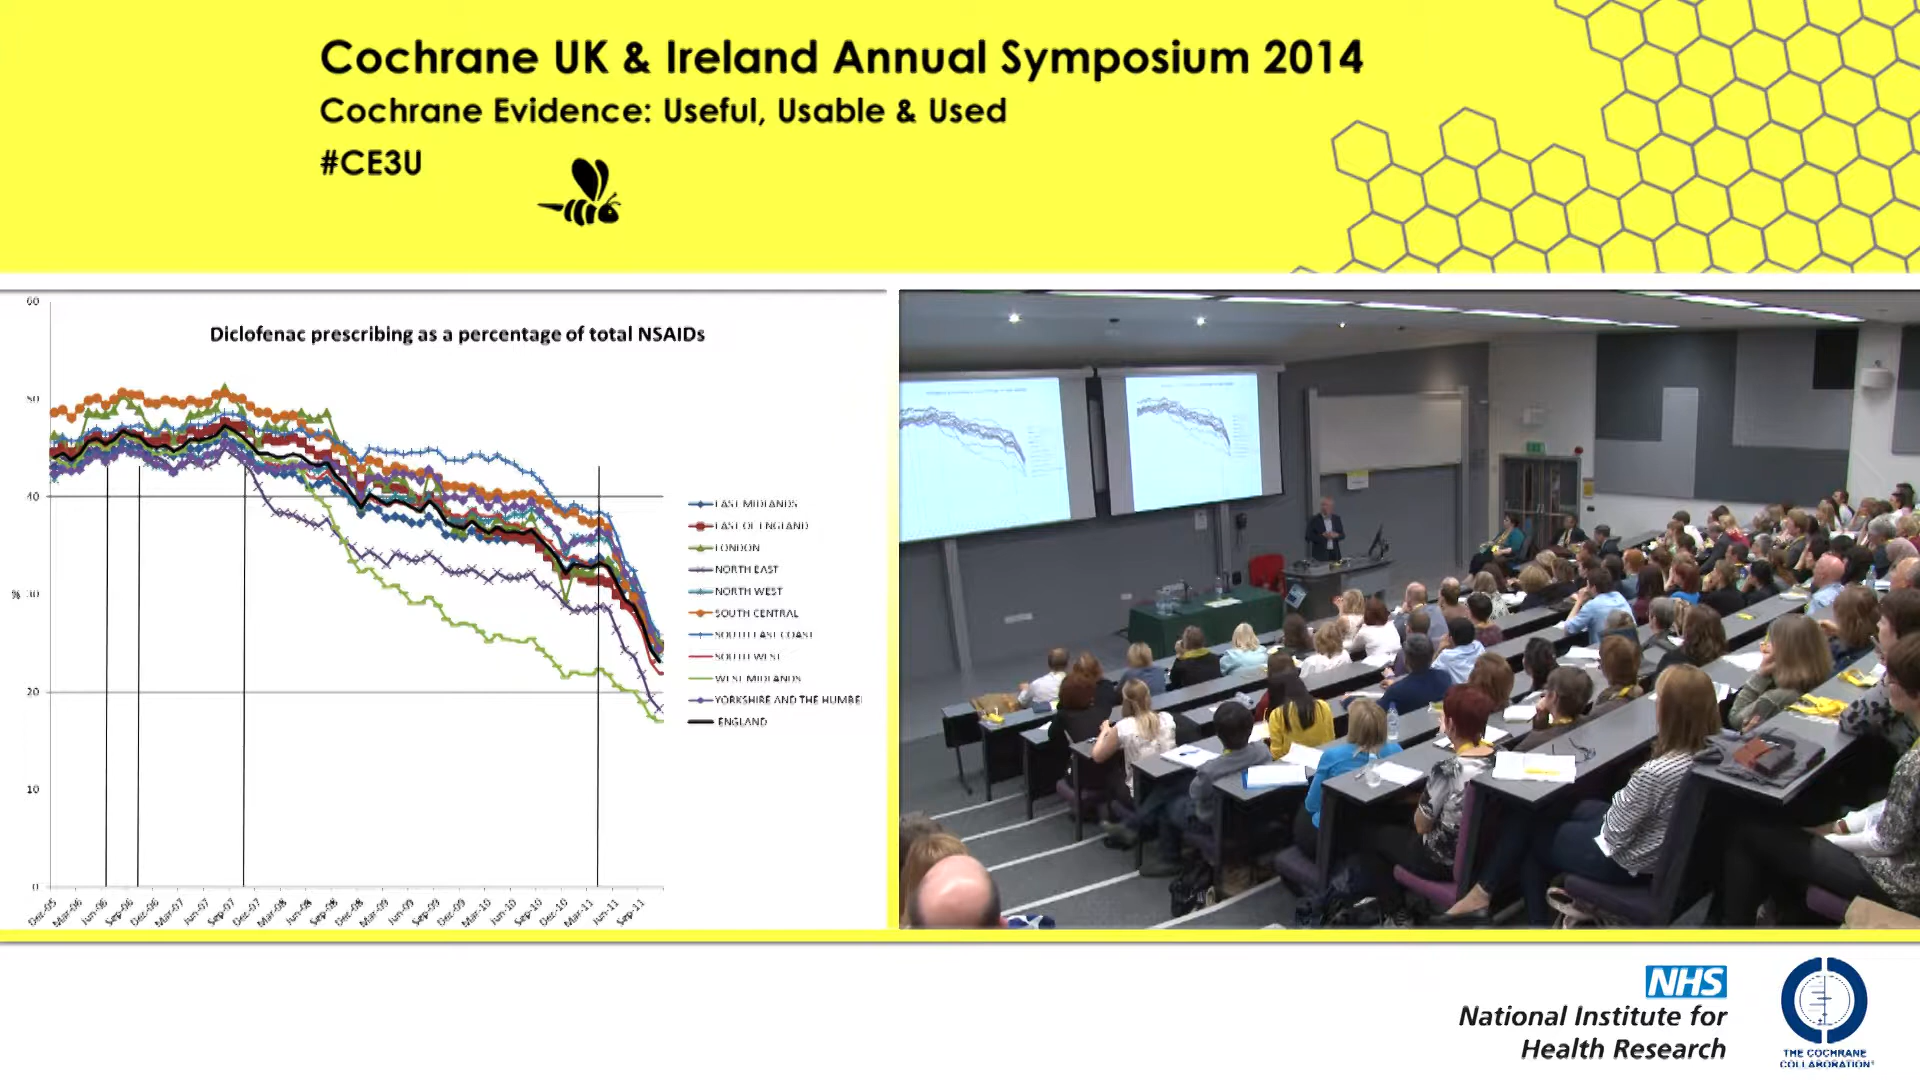 Cochrane UK & Ireland Annual Symposium 2014
Cochrane Evidence: Useful, Usable & Used
#CE3U
Diclofenac prescribing as a percentage of total NSAIDs
60
50
40
% 30
20
10
0
Dec-05 Mar-06 Jun-06 Sep-06 Dec-06 Mar-07 Jun-07 Sep-07 Dec-07 Mar-08 Jun-08 Sep-08 Dec-08 Mar-09 Jun-09 Sep-09 Dec-09 Mar-10 Jun-10 Sep-10 Dec-10 Mar-11 Jun-11 Sep-11
EAST MIDLANDS
EAST OF ENGLAND
LONDON
NORTH EAST
NORTH WEST
SOUTH CENTRAL
SOUTH EAST COAST
SOUTH WEST
WEST MIDLANDS
YORKSHIRE AND THE HUMBE
ENGLAND
NHS
National Institute for
Health Research
THE COCHRANE
COLLABORATION®